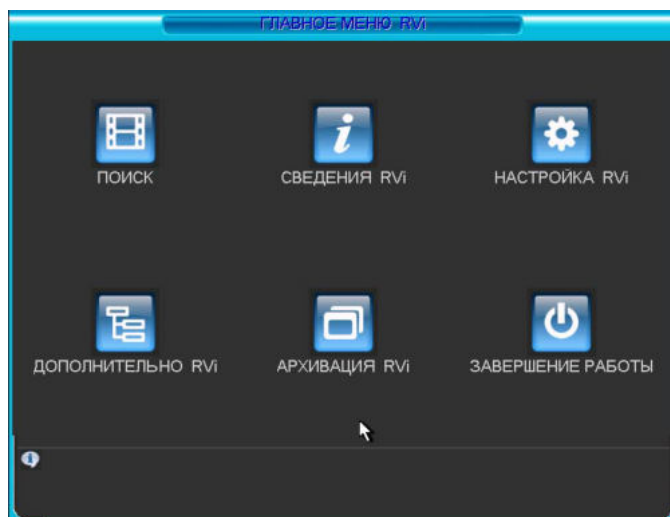 ГЛАВНОЕ МЕНЮ RVi
ПОИСК
СВЕДЕНИЯ RVi
НАСТРОЙКА RVi
ДОПОЛНИТЕЛЬНО RVi
АРХИВАЦИЯ RVi
ЗАВЕРШЕНИЕ РАБОТЫ